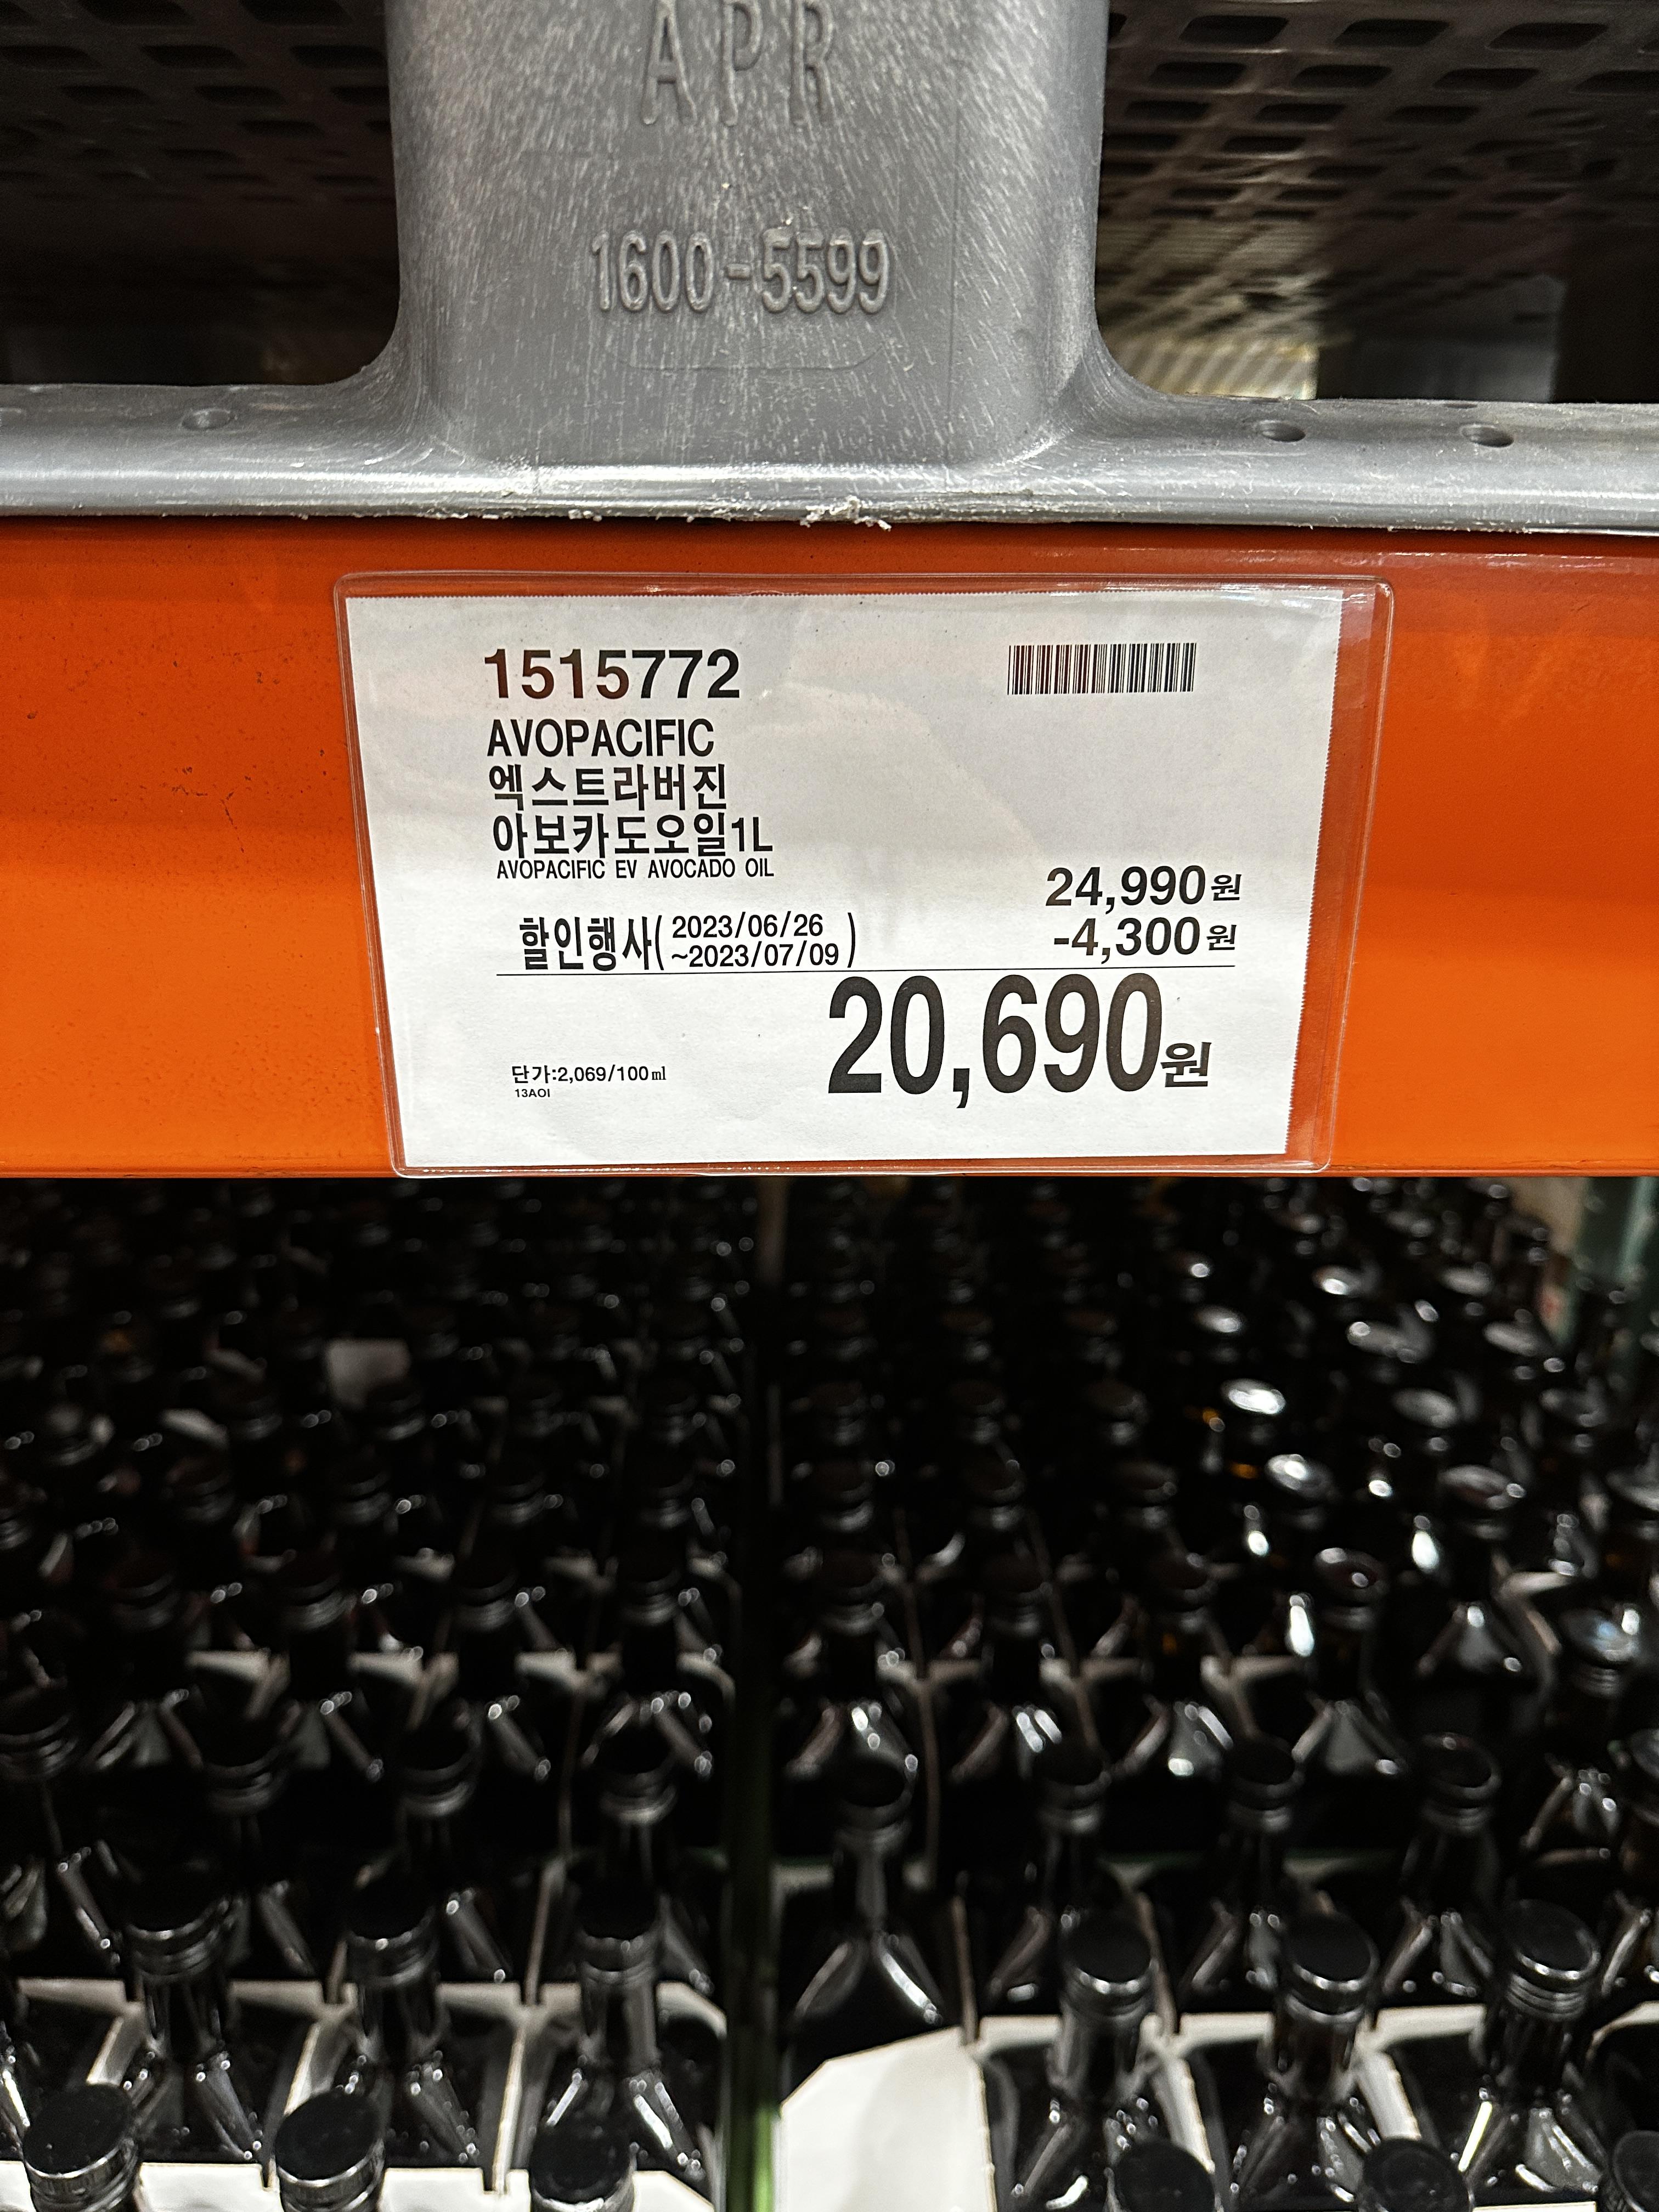 APR
1600-5599
1515772
AVOPACIFIC
엑스트라버진
아보카도오일1L
AVOPACIFIC EV AVOCADO OIL
24,990원
할인행사( 2023/06/26 ~2023/07/09 ) -4,300원
20,690원
단가:2,069/100㎖
13AOI